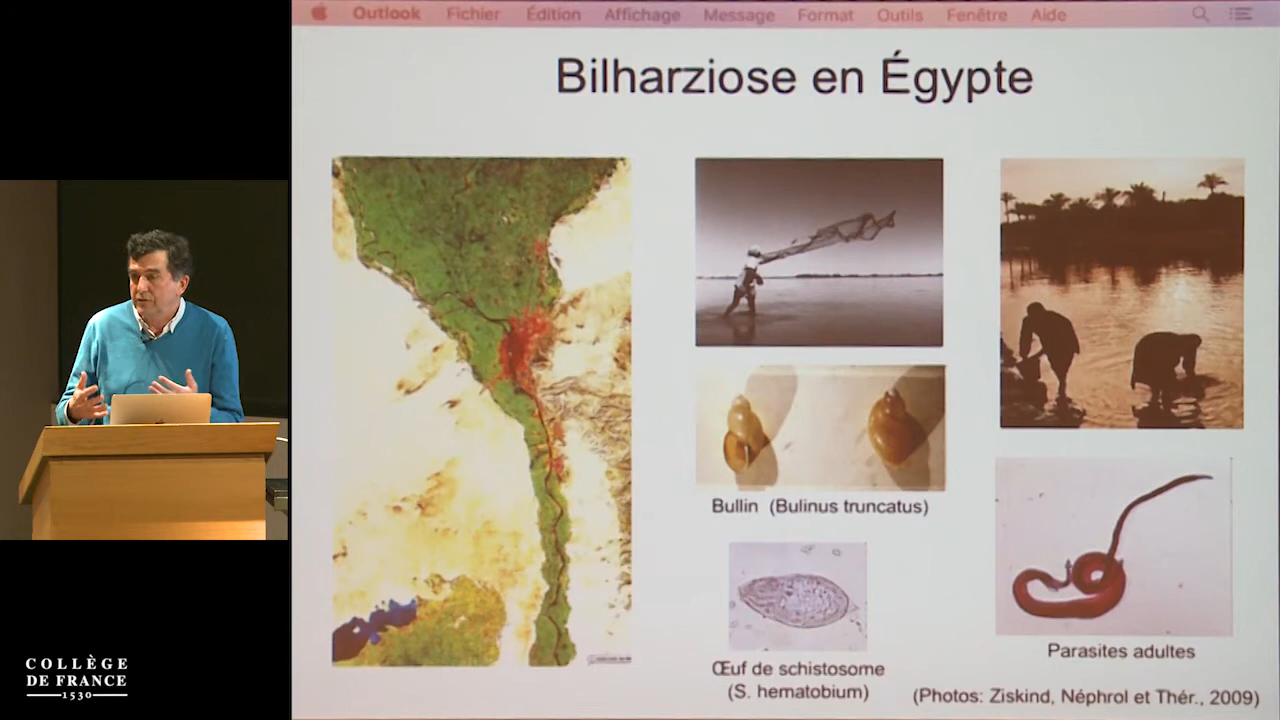 Outlook Fichier Édition Affichage Message Format Outils Fenêtre Aide
Bilharziose en Égypte
Bullin (Bulinus truncatus)
Œuf de schistosome
(S. hematobium)
Parasites adultes
(Photos: Ziskind, Néphrol et Thér., 2009)
COLLÈGE
DE FRANCE
1530